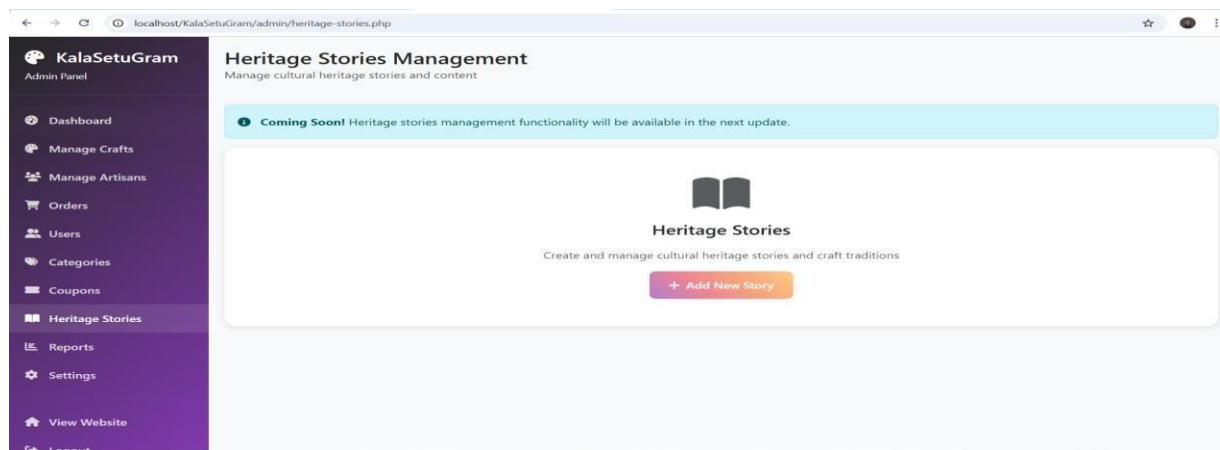 localhost/KalaSetuGram/admin/heritage-stories.php
KalaSetuGram
Admin Panel
Dashboard
Manage Crafts
Manage Artisans
Orders
Users
Categories
Coupons
Heritage Stories
Reports
Settings
View Website
Logout
Heritage Stories Management
Manage cultural heritage stories and content
Coming Soon! Heritage stories management functionality will be available in the next update.
Heritage Stories
Create and manage cultural heritage stories and craft traditions
+ Add New Story